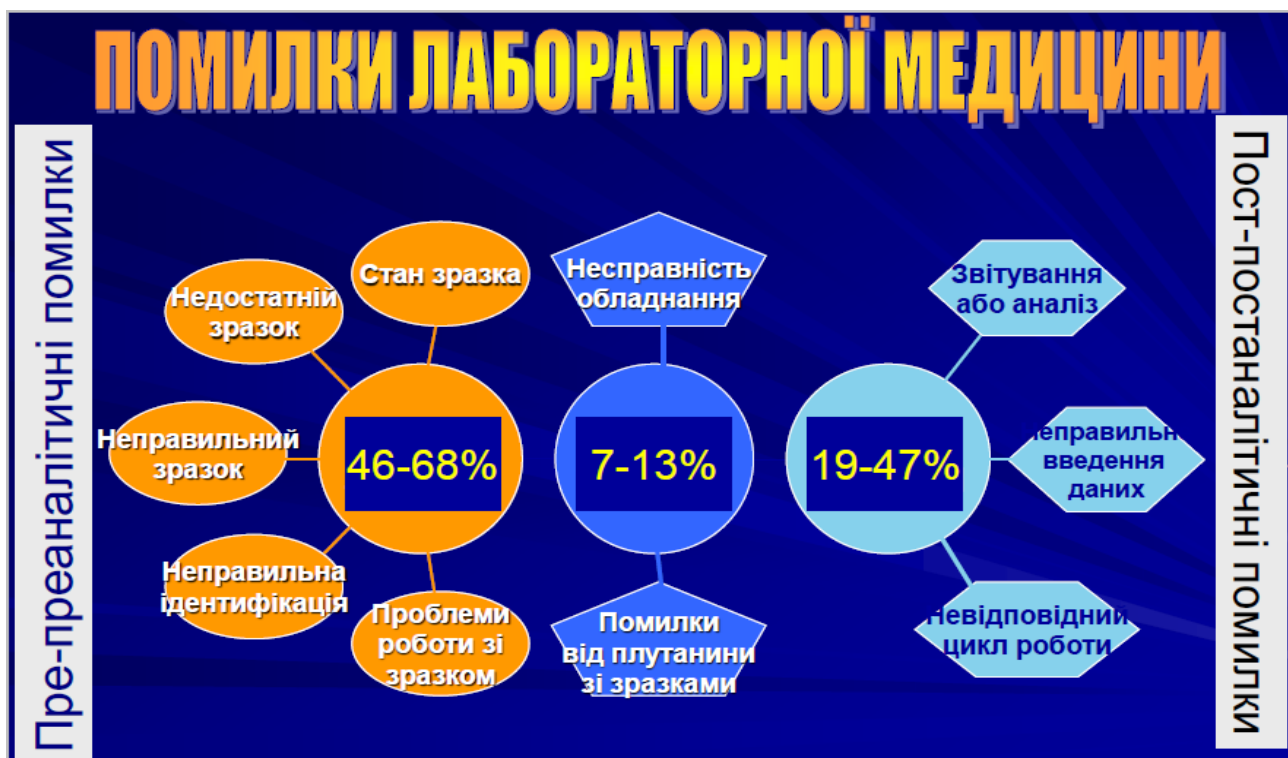 ПОМИЛКИ ЛАБОРАТОРНОЇ МЕДИЦИНИ
Пре-преаналітичні помилки
Стан зразка
Недостатній
зразок
Неправильний
зразок
Неправильна
ідентифікація
Проблеми
роботи зі
зразком
46-68%
Несправність
обладнання
7-13%
Помилки
від плутанини
зі зразками
19-47%
Звітування
або аналіз
еправильн
введення
даних
Невідповідний
цикл роботи
Пост-постаналітичні помилки